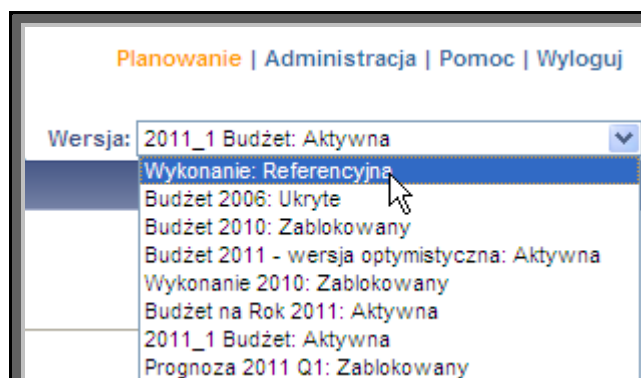 Planowanie | Administracja | Pomoc | Wyloguj
Wersja: 2011_1 Budżet: Aktywna
Wykonanie: Referencyjna
Budżet 2006: Ukryte
Budżet 2010: Zablokowany
Budżet 2011 - wersja optymistyczna: Aktywna
Wykonanie 2010: Zablokowany
Budżet na Rok 2011: Aktywna
2011_1 Budżet: Aktywna
Prognoza 2011 Q1: Zablokowany